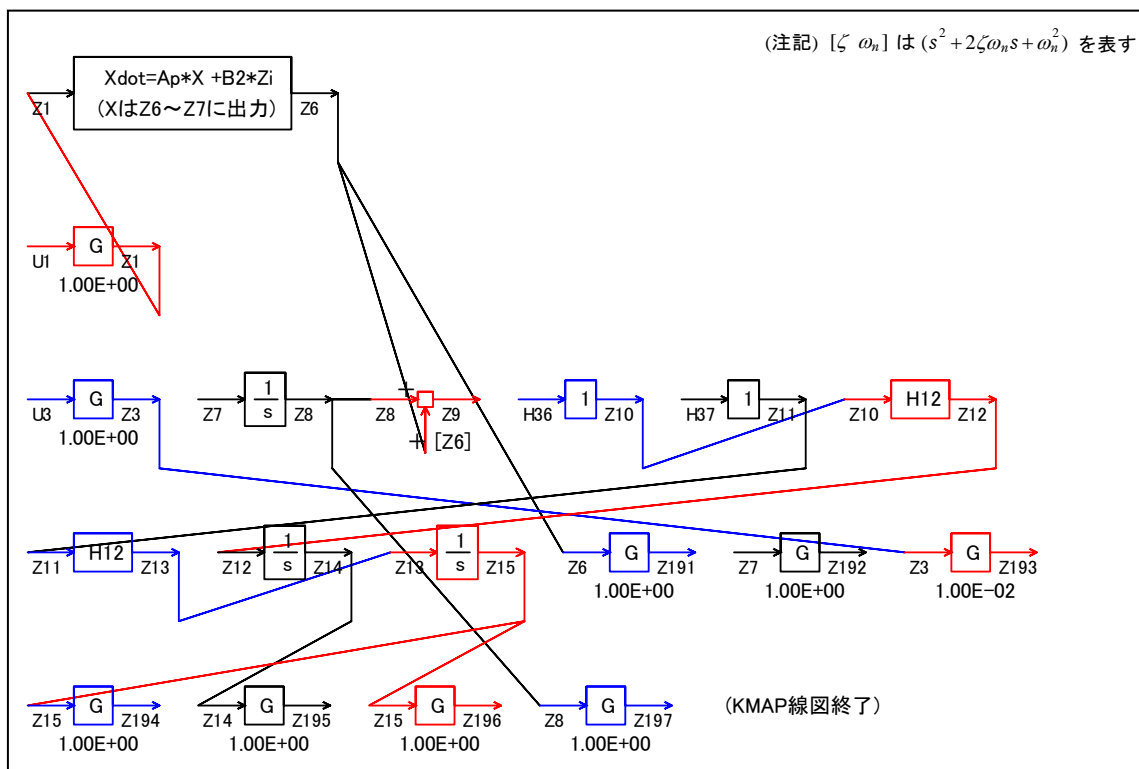 (注記) [ζ ωn] は (s²+2ζωns+ωn²) を表す
Xdot=Ap*X +B2*Zi
(XはZ6～Z7に出力)
Z1 Z6
G
U1 Z1
1.00E+00
G 1/s 1 1 H12
U3 Z3 Z7 Z8 Z8 Z9 H36 Z10 H37 Z11 Z10 Z12
1.00E+00
+
+ [Z6]
H12 1/s 1/s G G G
Z11 Z13 Z12 Z14 Z13 Z15 Z6 Z191 Z7 Z192 Z3 Z193
1.00E+00 1.00E+00 1.00E-02
G G G G (KMAP線図終了)
Z15 Z194 Z14 Z195 Z15 Z196 Z8 Z197
1.00E+00 1.00E+00 1.00E+00 1.00E+00